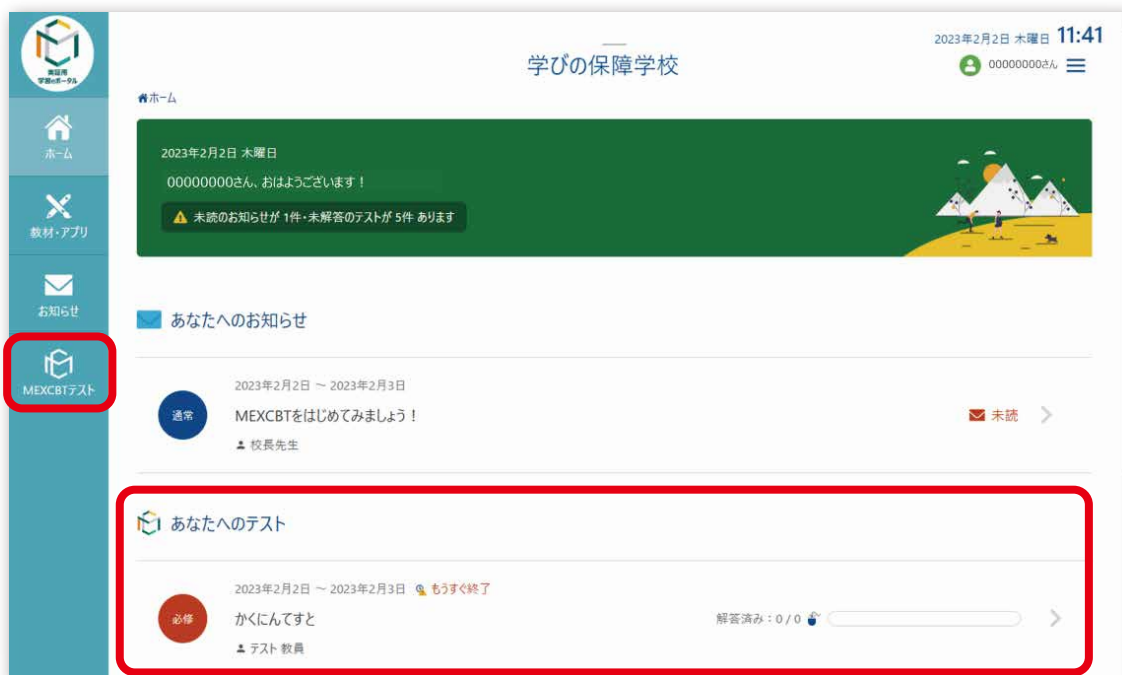 2023年2月2日 木曜日 11:41
学びの保障学校
00000000さん
実証用
学習eポータル
ホーム
ホーム
教材・アプリ
お知らせ
MEXCBTテスト
2023年2月2日 木曜日
00000000さん、おはようございます！
未読のお知らせが 1件・未解答のテストが 5件 あります
あなたへのお知らせ
2023年2月2日 ～ 2023年2月3日
通常
MEXCBTをはじめてみましょう！
未読
校長先生
あなたへのテスト
2023年2月2日 ～ 2023年2月3日 もうすぐ終了
必修
かくにんてすと
解答済み：0 / 0
テスト 教員